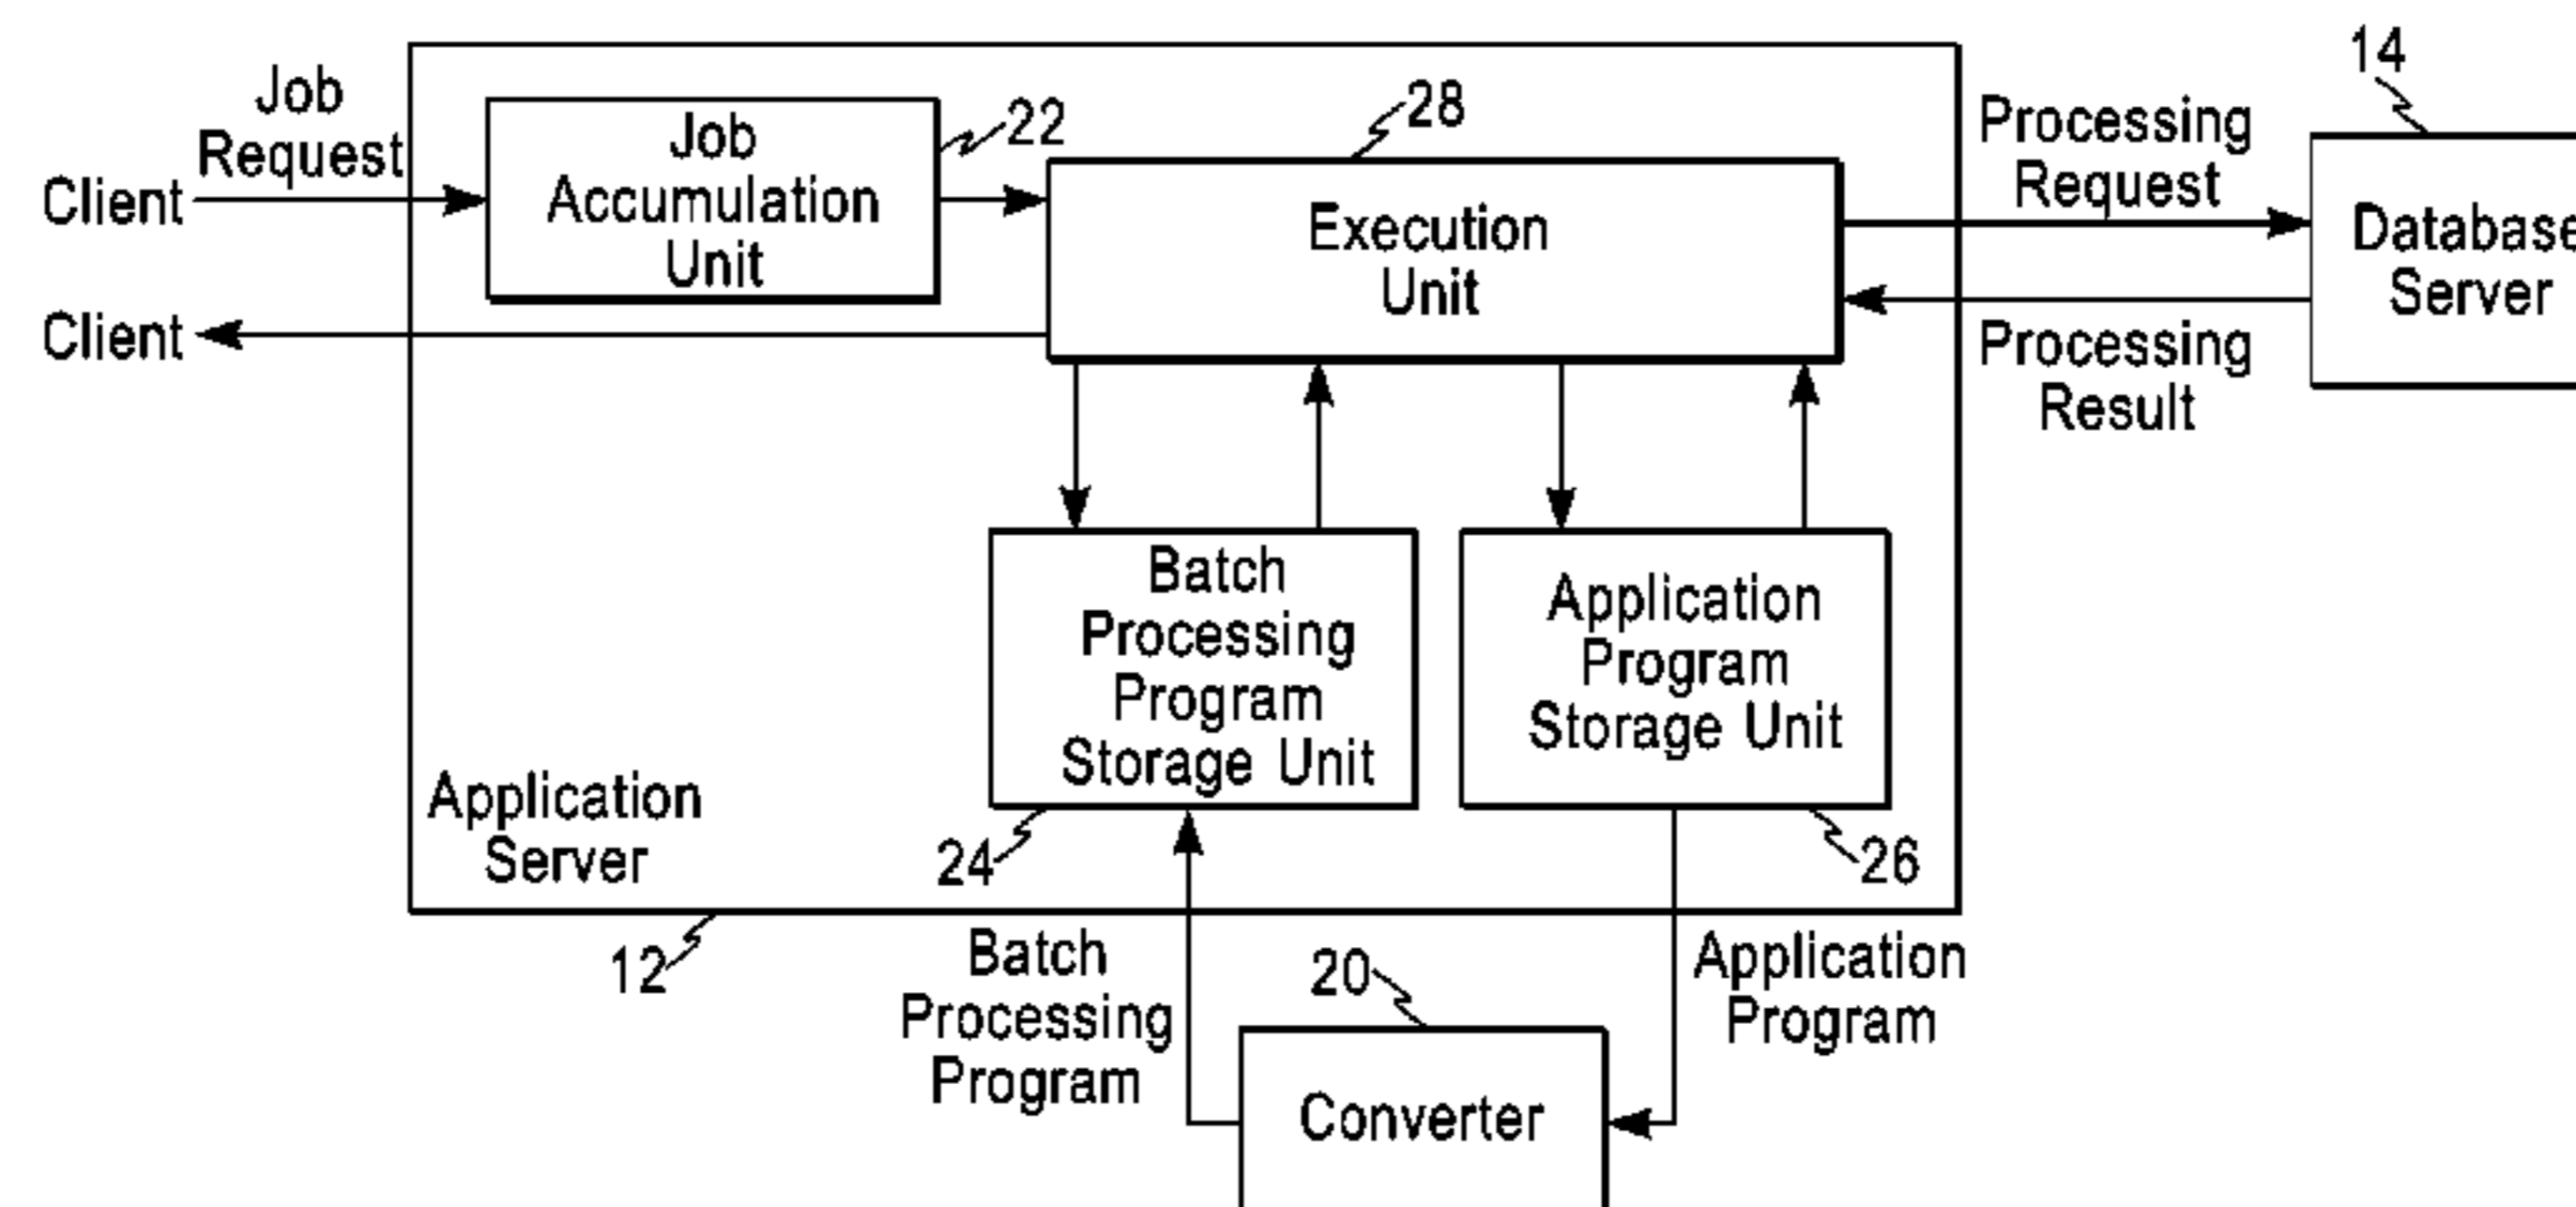 14
Job
Request
Job
Accumulation
Unit
22
28
Execution
Unit
Processing
Request
Database
Server
Client
Client
Processing
Result
Batch
Processing
Program
Storage Unit
Application
Program
Storage Unit
Application
Server
24
26
12
Batch
Processing
Program
20
Application
Program
Converter